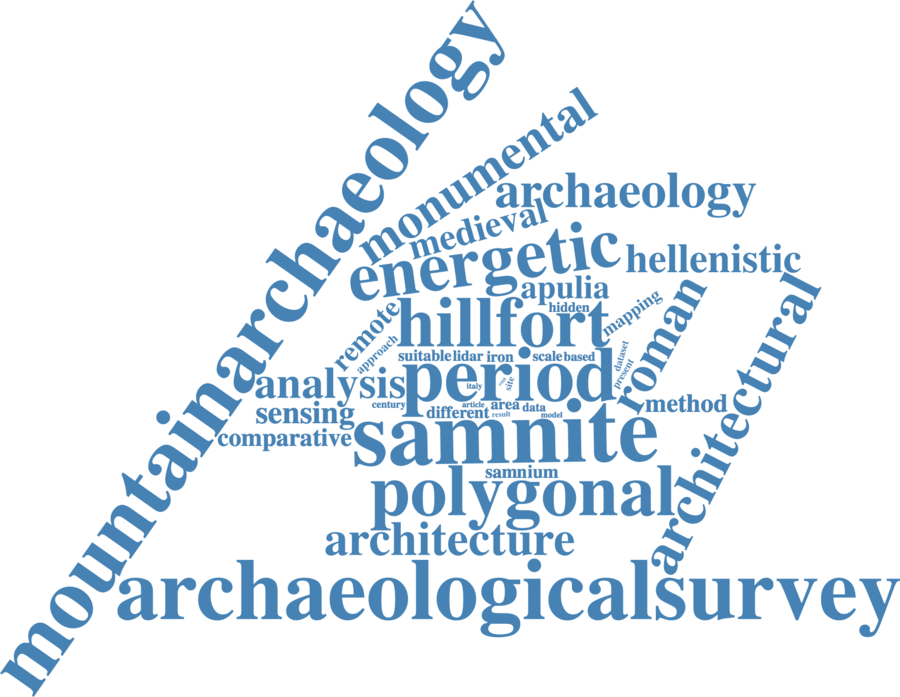 mountainarchaeology
monumental
archaeology
medieval
energetic
hellenistic
apulia
hidden
hillfort
mapping
remote
approach
roman
architectural
suitable
lidar
iron
scale
based
dataset
present
period
analysis
italy
site
century
article
area
data
sensing
different
result
model
method
comparative
samnite
samnium
polygonal
architecture
archaeologicalsurvey